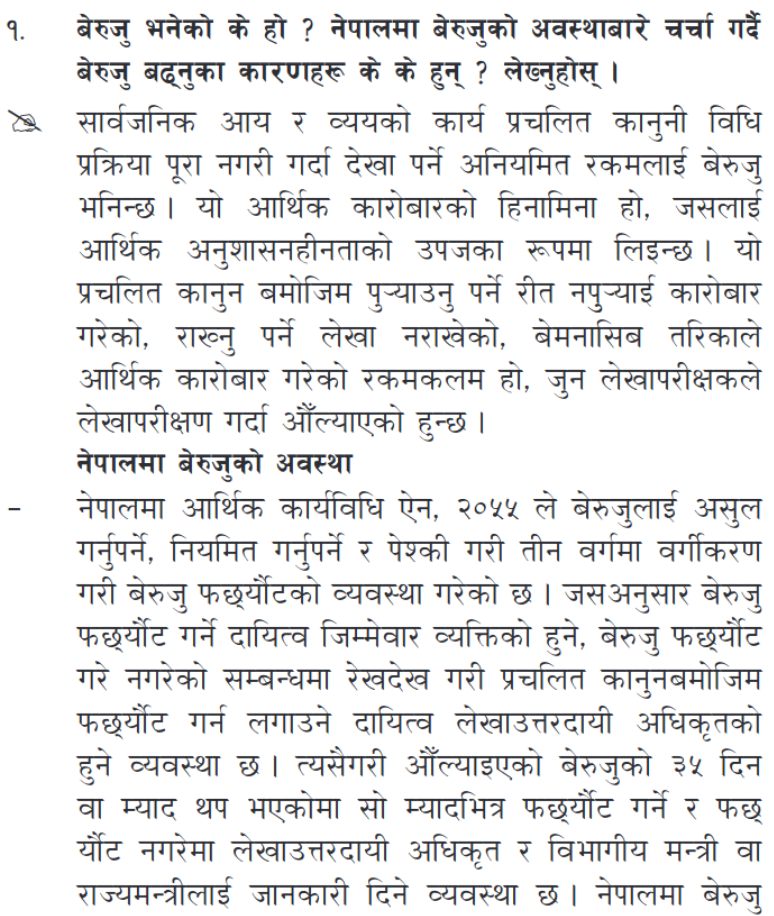 १. बेरुजु भनेको के हो ? नेपालमा बेरुजुको अवस्थाबारे चर्चा गर्दै
बेरुजु बढ्नुका कारणहरू के के हुन् ? लेख्नुहोस् ।
सार्वजनिक आय र व्ययको कार्य प्रचलित कानुनी विधि
प्रक्रिया पूरा नगरी गर्दा देखा पर्ने अनियमित रकमलाई बेरुजु
भनिन्छ । यो आर्थिक कारोबारको हिनामिना हो, जसलाई
आर्थिक अनुशासनहीनताको उपजका रूपमा लिइन्छ । यो
प्रचलित कानुन बमोजिम पुऱ्याउनु पर्ने रीत नपुऱ्याई कारोबार
गरेको, राख्नु पर्ने लेखा नराखेको, बेमनासिब तरिकाले
आर्थिक कारोबार गरेको रकमकलम हो, जुन लेखापरीक्षकले
लेखापरीक्षण गर्दा औँल्याएको हुन्छ ।
नेपालमा बेरुजुको अवस्था
– नेपालमा आर्थिक कार्यविधि ऐन, २०५५ ले बेरुजुलाई असुल
गर्नुपर्ने, नियमित गर्नुपर्ने र पेश्की गरी तीन वर्गमा वर्गीकरण
गरी बेरुजु फछ्र्यौट‍को व्यवस्था गरेको छ । जसअनुसार बेरुजु
फछ्र्यौट गर्ने दायित्व जिम्मेवार व्यक्तिको हुने, बेरुजु फछ्र्यौट
गरे नगरेको सम्बन्धमा रेखदेख गरी प्रचलित कानुनबमोजिम
फछ्र्यौट गर्न लगाउने दायित्व लेखाउत्तरदायी अधिकृतको
हुने व्यवस्था छ । त्यसैगरी औँल्याइएको बेरुजुको ३५ दिन
वा म्याद थप भएकोमा सो म्यादभित्र फछ्र्यौट गर्ने र फछ्
र्यौट नगरेमा लेखाउत्तरदायी अधिकृत र विभागीय मन्त्री वा
राज्यमन्त्रीलाई जानकारी दिने व्यवस्था छ । नेपालमा बेरुजु